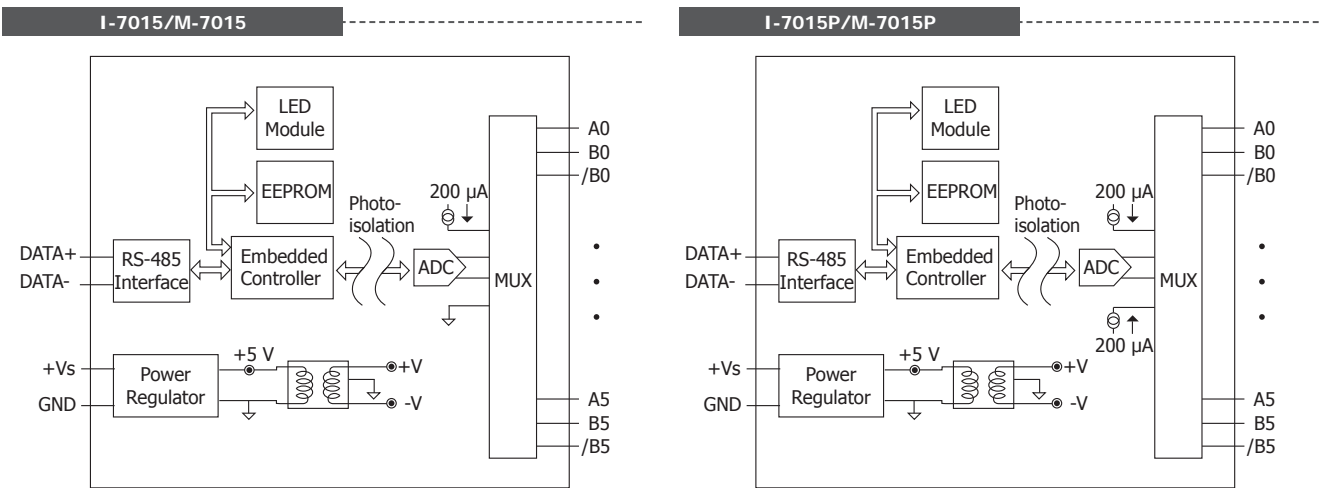 I-7015/M-7015
LED
Module
EEPROM
Photo-
isolation
200 µA
A0
B0
/B0
DATA+
DATA-
RS-485
Interface
Embedded
Controller
ADC
MUX
+Vs
GND
Power
Regulator
+5 V
+V
-V
A5
B5
/B5
I-7015P/M-7015P
LED
Module
EEPROM
Photo-
isolation
200 µA
A0
B0
/B0
DATA+
DATA-
RS-485
Interface
Embedded
Controller
ADC
MUX
200 µA
+Vs
GND
Power
Regulator
+5 V
+V
-V
A5
B5
/B5